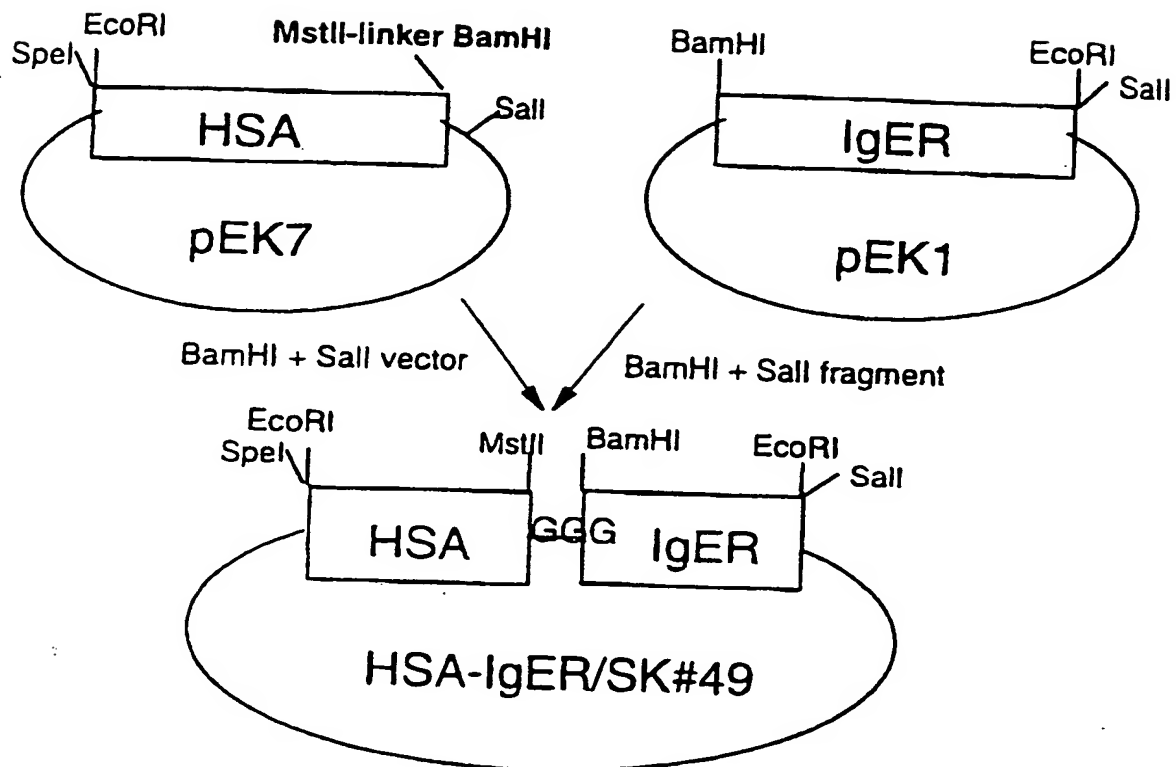 EcoRI
SpeI
MstII-linker BamHI
SalI
HSA
pEK7
BamHI
EcoRI
SalI
IgER
pEK1
BamHI + SalI vector
BamHI + SalI fragment
EcoRI
SpeI
MstII
BamHI
EcoRI
SalI
HSA
GGG
IgER
HSA-IgER/SK#49